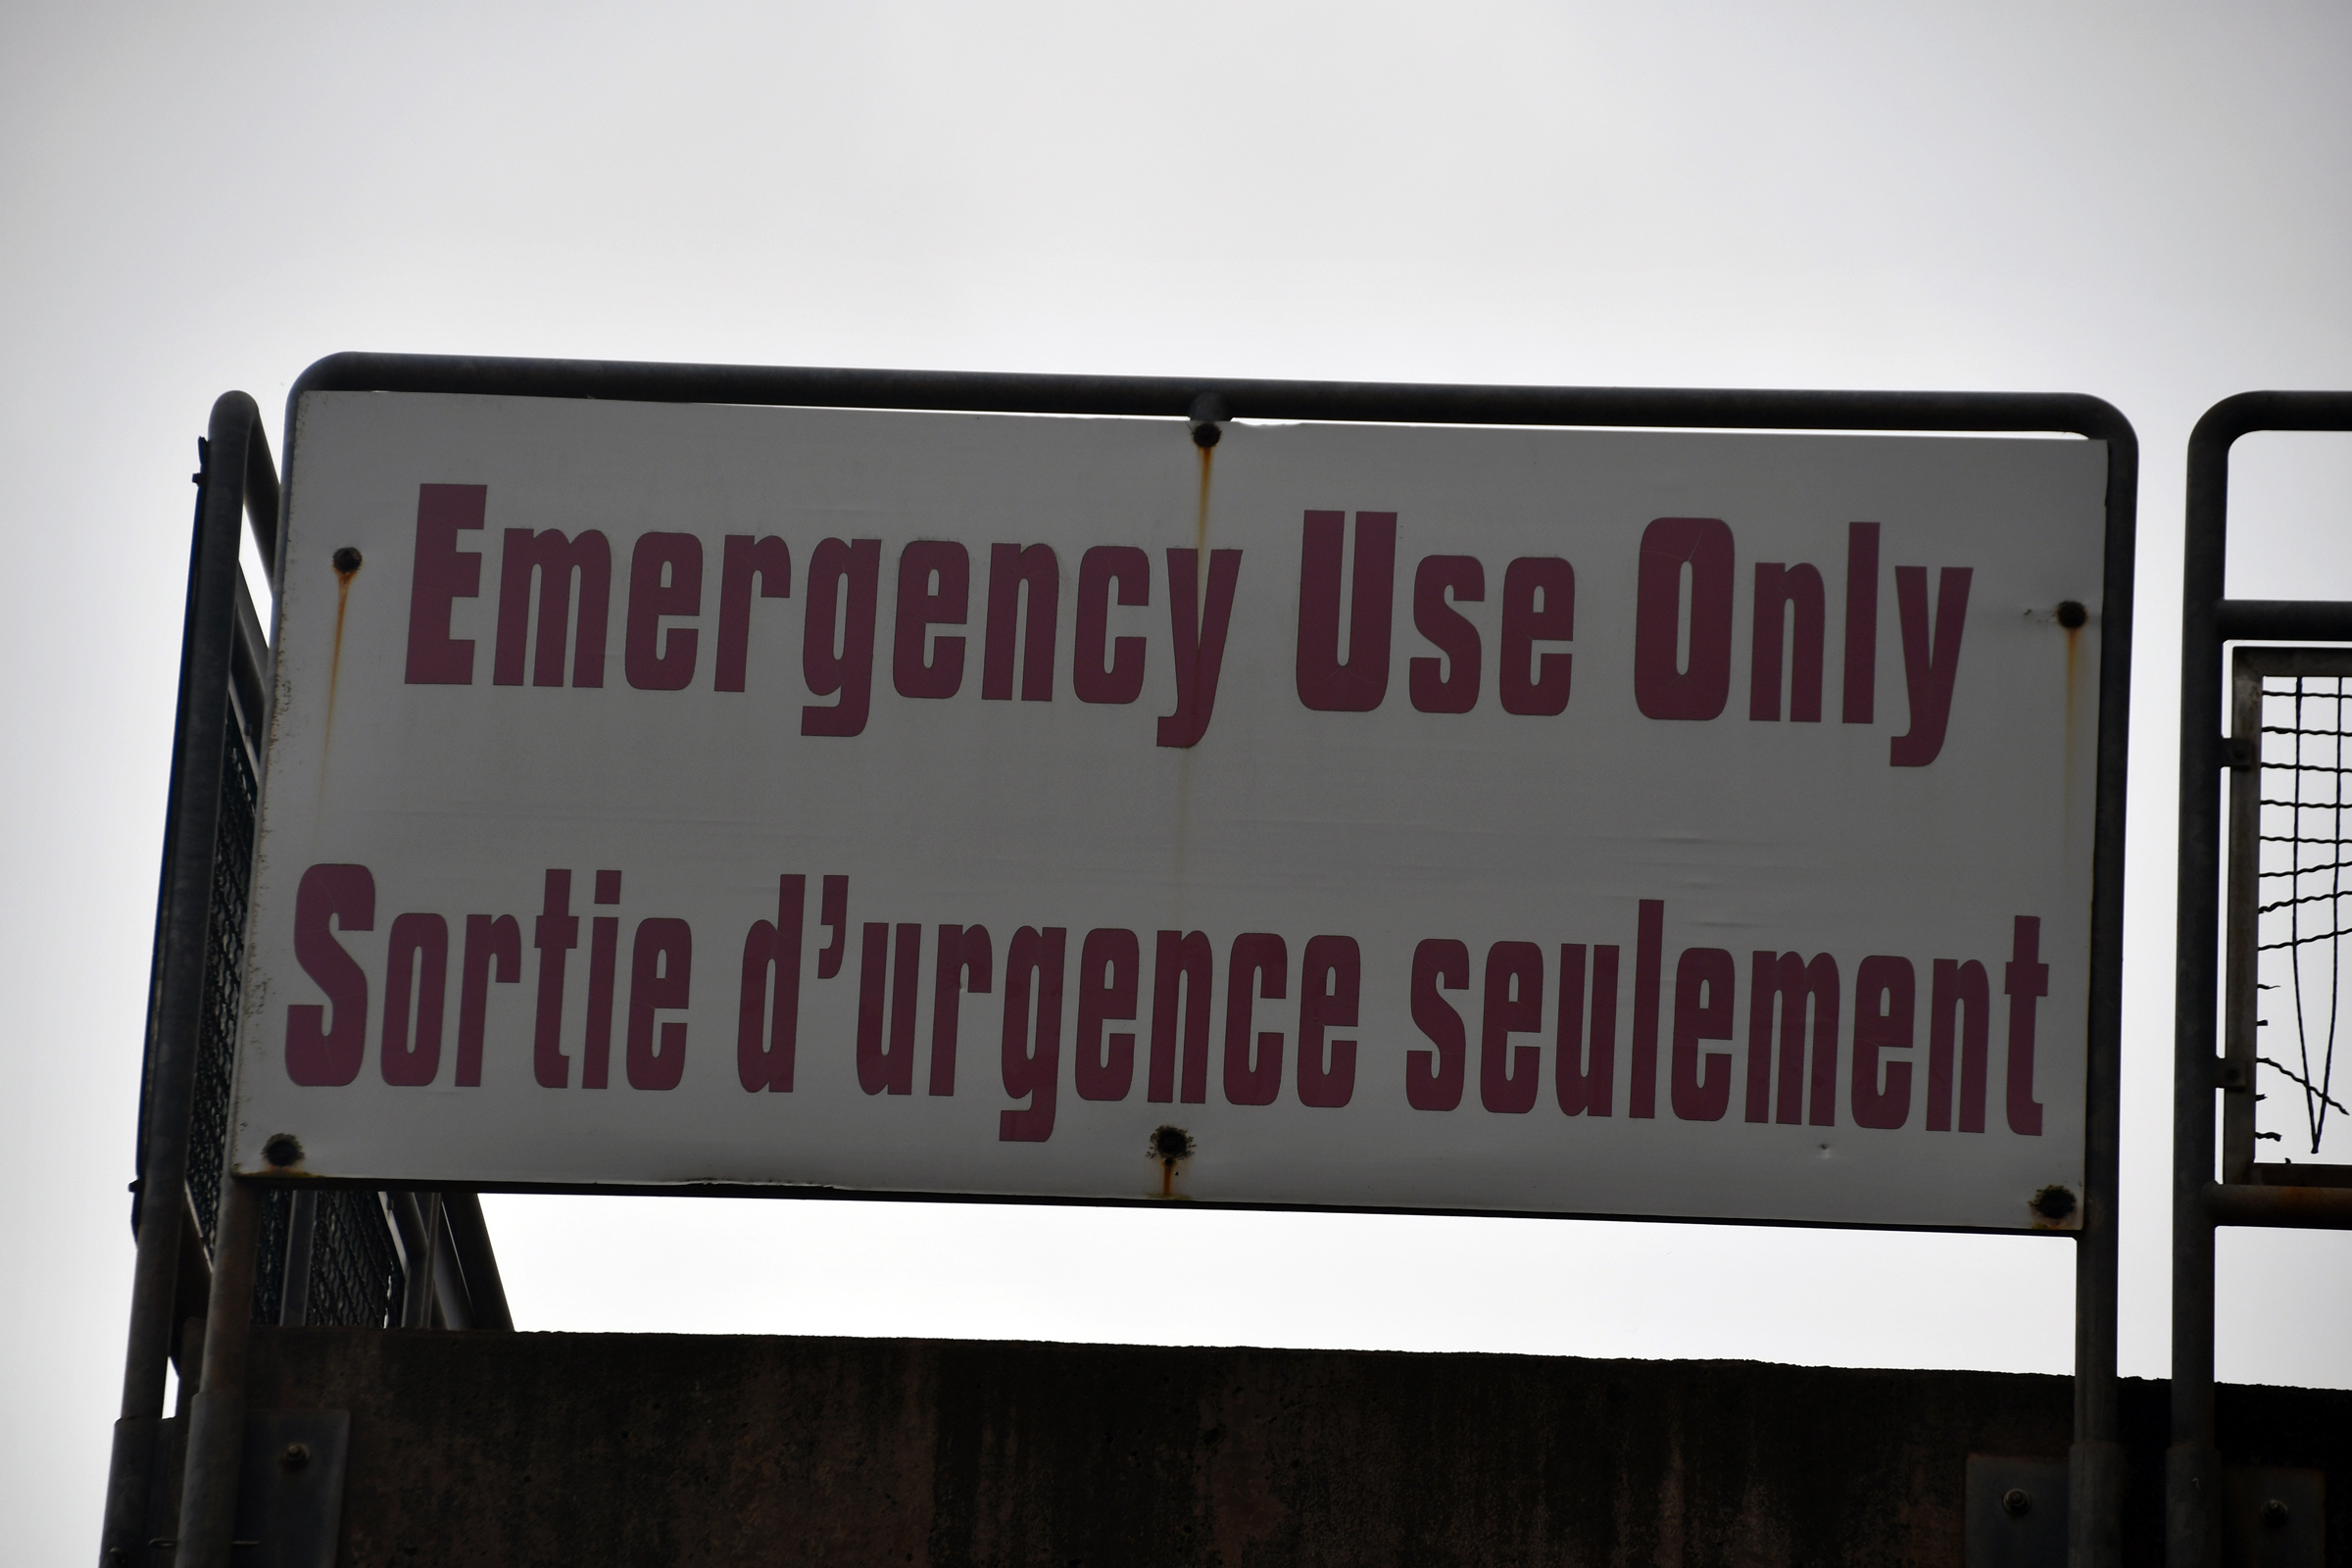 Emergency Use Only
Sortie d’urgence seulement